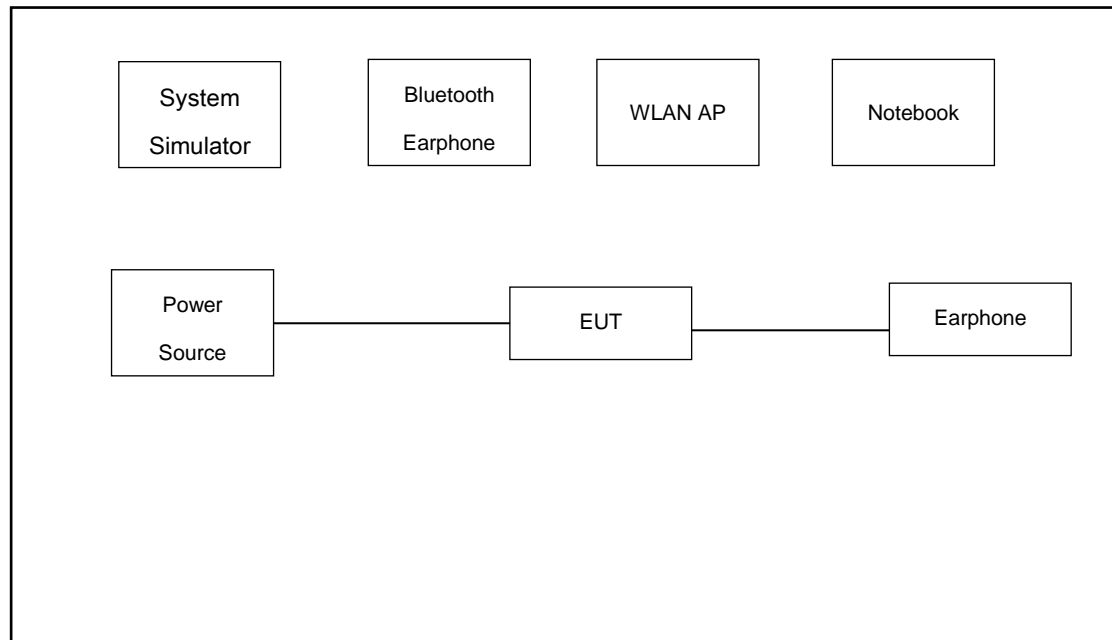 System
Simulator
Bluetooth
Earphone
WLAN AP
Notebook
Power
Source
EUT
Earphone